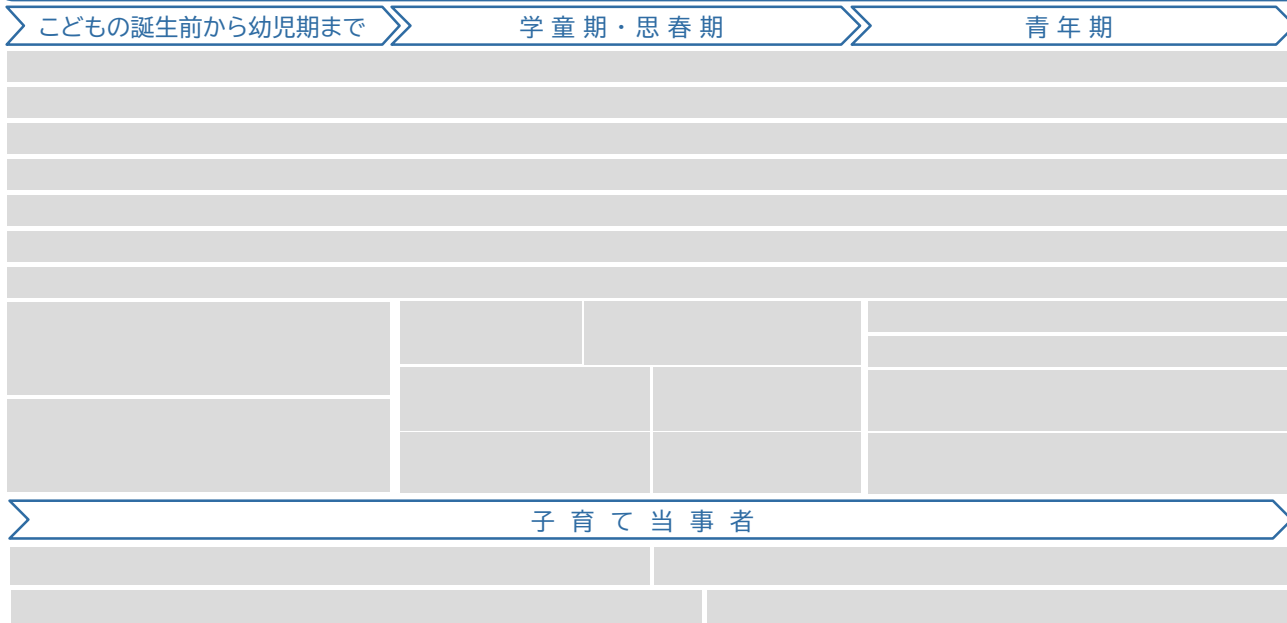 こどもの誕生前から幼児期まで
学童期・思春期
青年期
子育て当事者